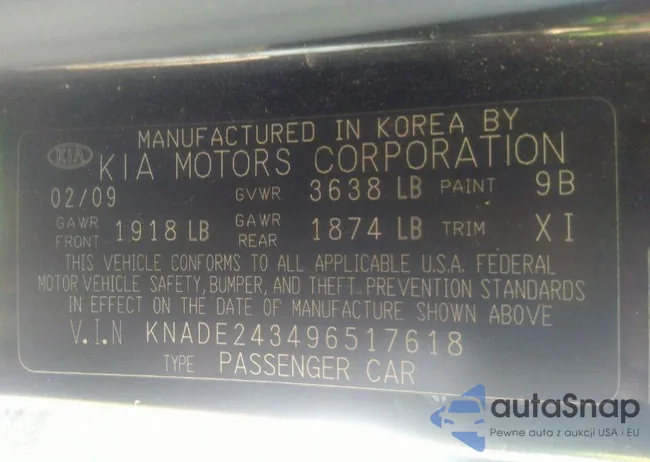 MANUFACTURED IN KOREA BY
KIA KIA MOTORS CORPORATION
02/09 GVWR 3638 LB PAINT 9B
GAWR FRONT 1918 LB GAWR REAR 1874 LB TRIM XI
THIS VEHICLE CONFORMS TO ALL APPLICABLE U.S.A. FEDERAL
MOTOR VEHICLE SAFETY, BUMPER, AND THEFT PREVENTION STANDARDS
IN EFFECT ON THE DATE OF MANUFACTURE SHOWN ABOVE
V.I.N KNADE243496517618
TYPE PASSENGER CAR
autaSnap
Pewne auta z aukcji USA i EU